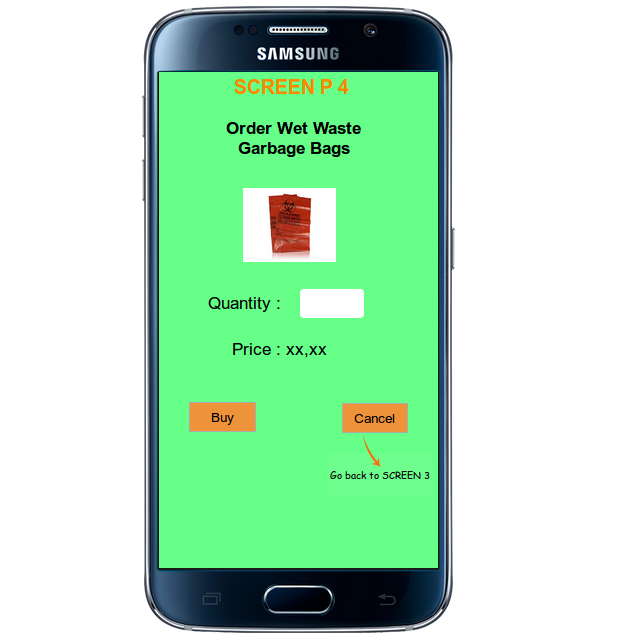 SAMSUNG
SCREEN P 4
Order Wet Waste
Garbage Bags
Quantity :
Price : xx,xx
Buy
Cancel
Go back to SCREEN 3